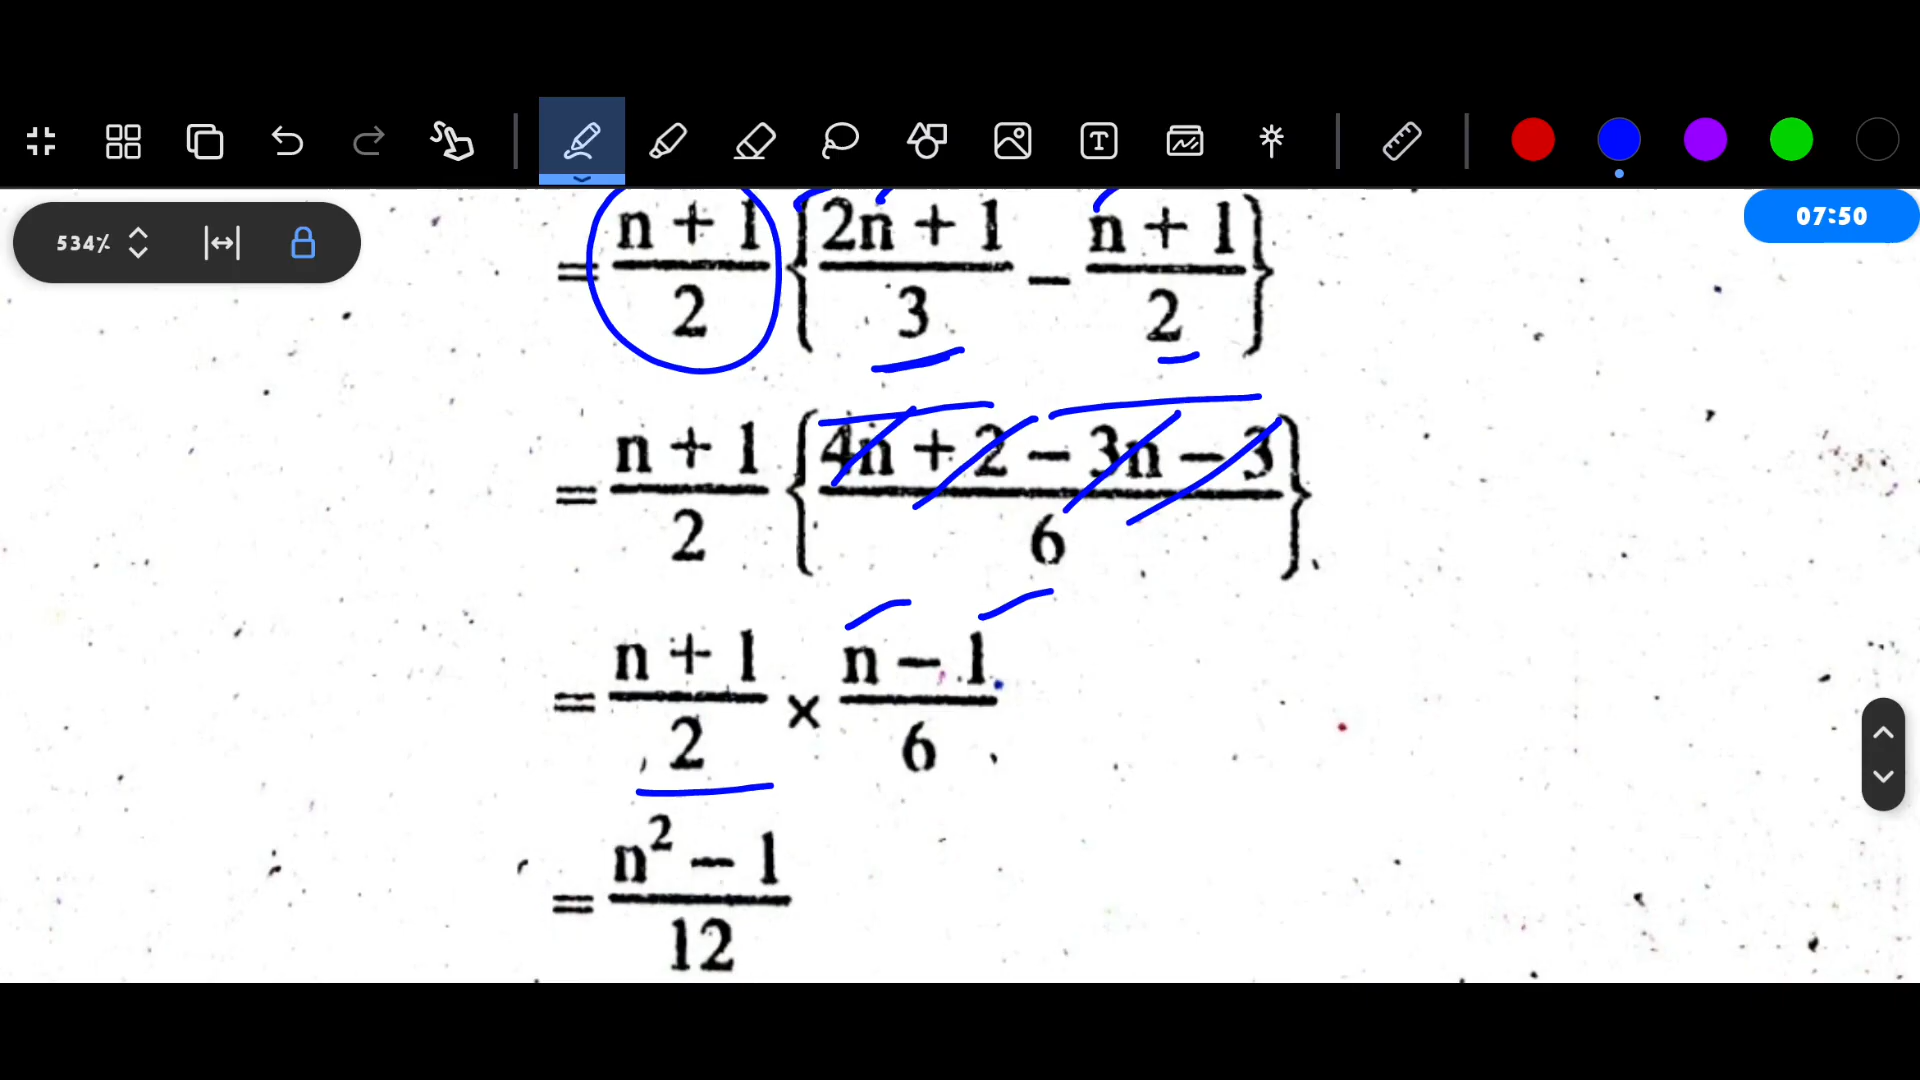 534%
07:50
= n + 1 / 2 { 2n + 1 / 3 − n + 1 / 2 }
= n + 1 / 2 { 4n + 2 − 3n − 3 / 6 }
= n + 1 / 2 × n − 1 / 6
= n² − 1 / 12